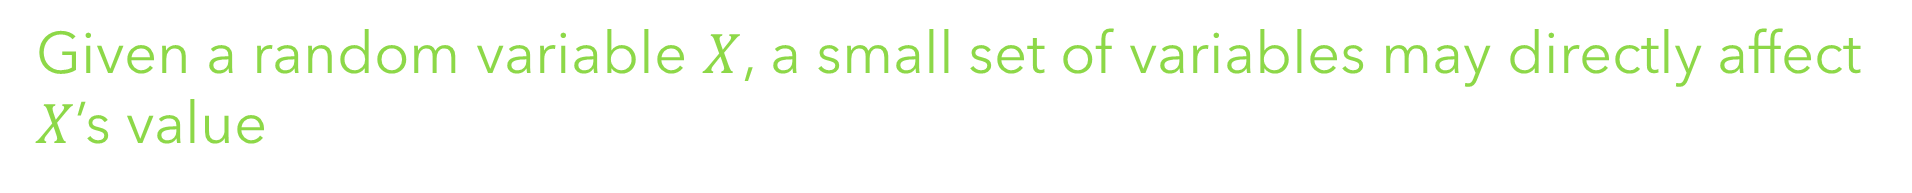 Given a random variable X, a small set of variables may directly affect
X’s value